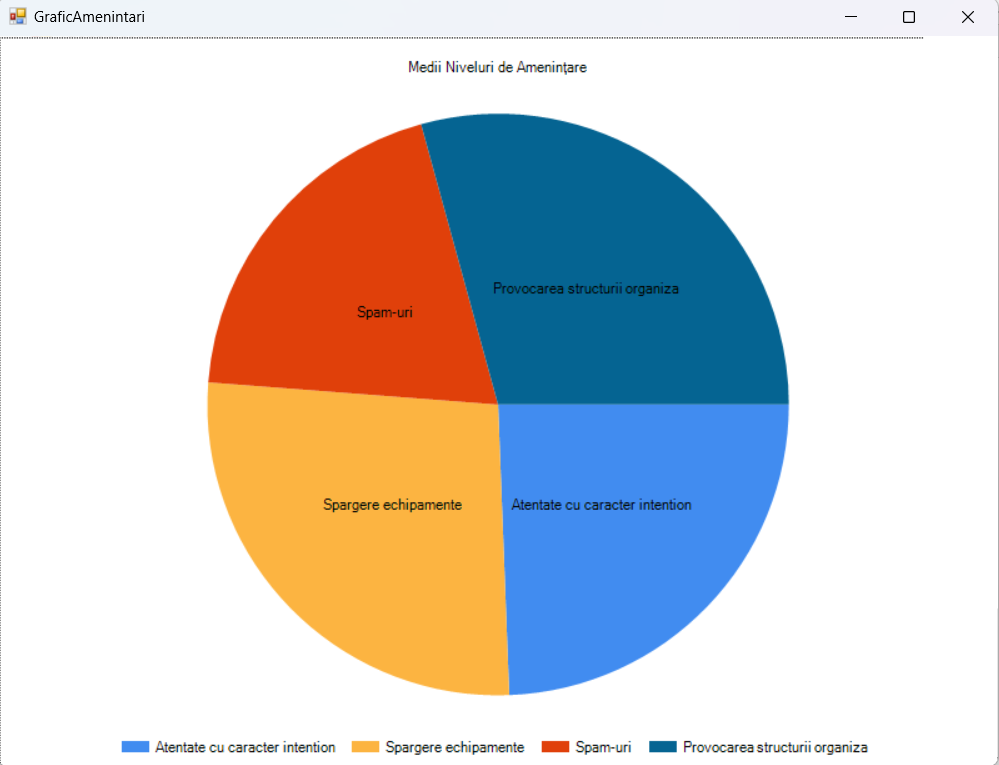 GraficAmenintari
Medii Niveluri de Amenințare
Provocarea structurii organiza
Spam-uri
Spargere echipamente
Atentate cu caracter intention
Atentate cu caracter intention Spargere echipamente Spam-uri Provocarea structurii organiza